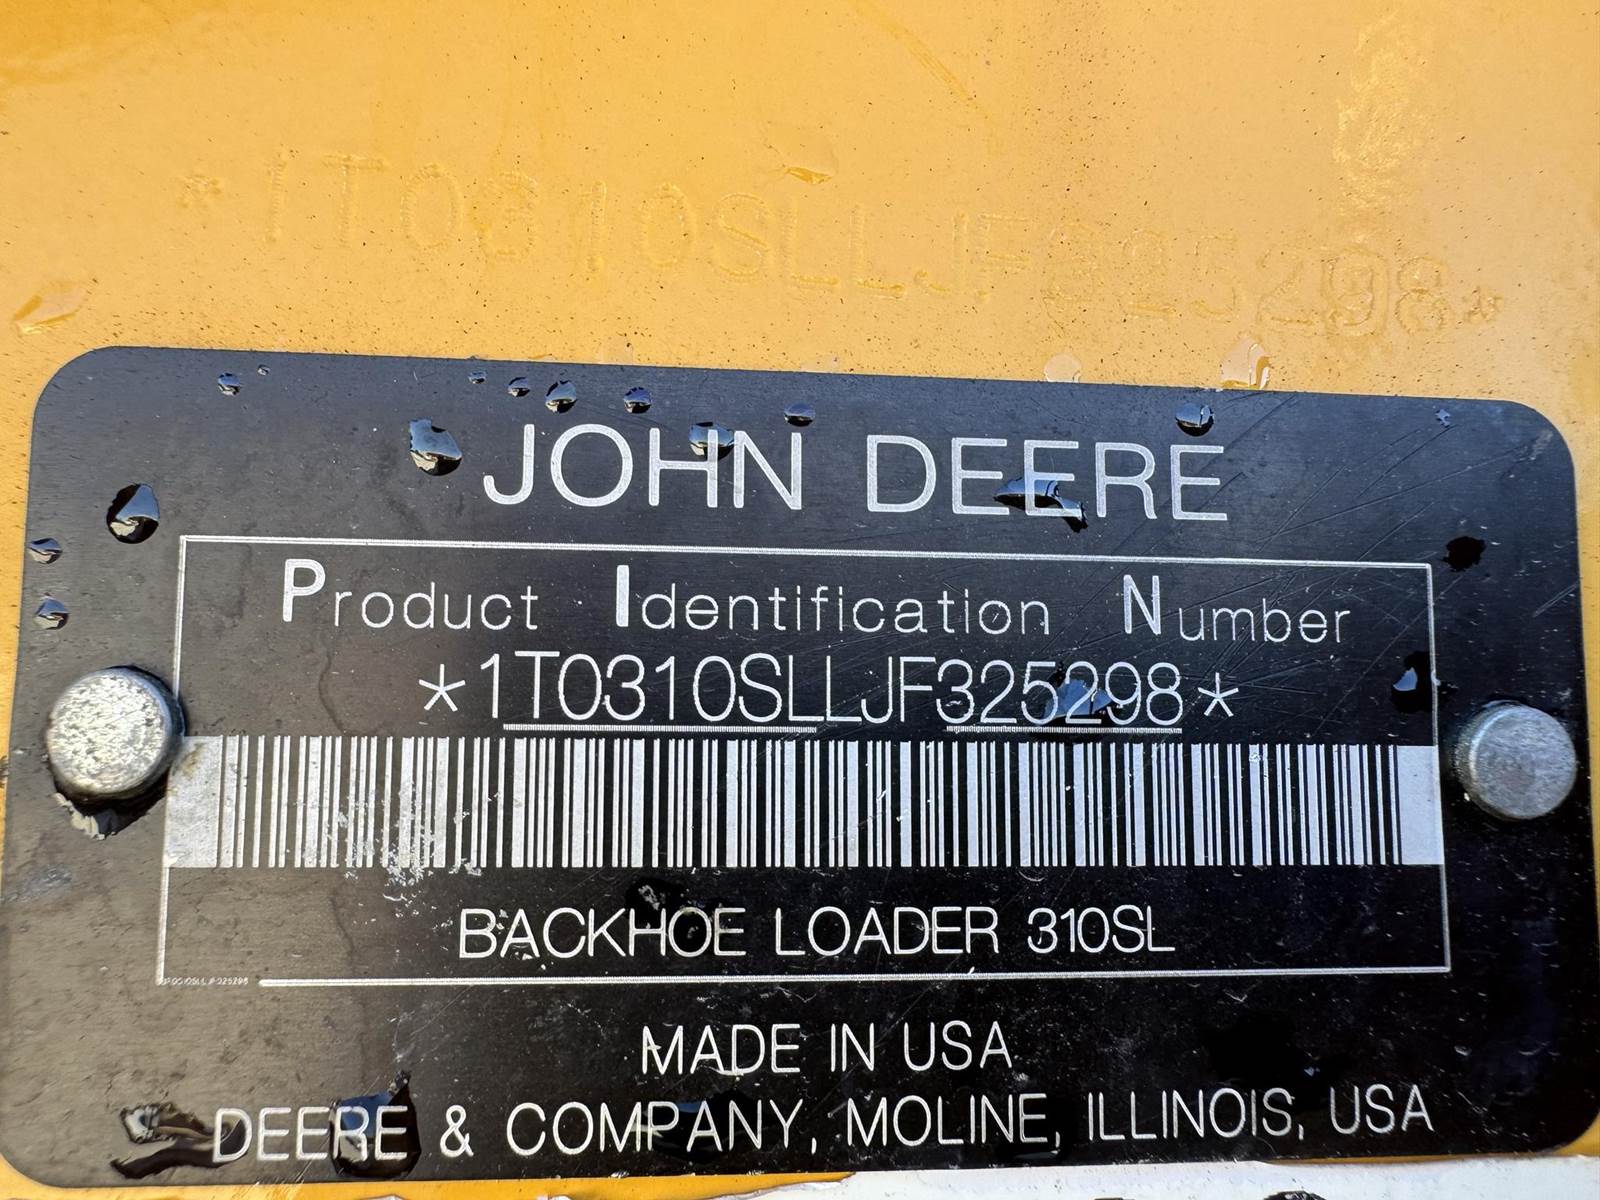 *1T0310SLLJF325298*
JOHN DEERE
Product Identification Number
*1T0310SLLJF325298*
BACKHOE LOADER 310SL
MADE IN USA
DEERE & COMPANY, MOLINE, ILLINOIS, USA